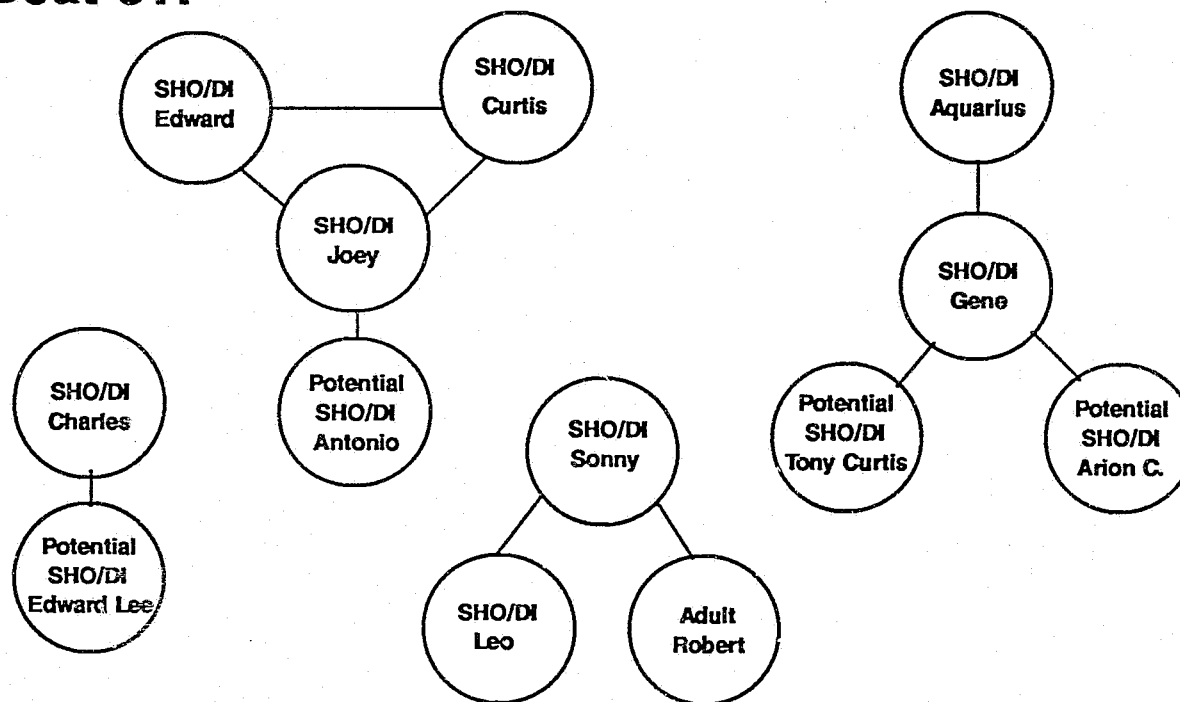 SHO/DI
Edward
SHO/DI
Curtis
SHO/DI
Joey
Potential
SHO/DI
Antonio
SHO/DI
Aquarius
SHO/DI
Gene
Potential
SHO/DI
Tony Curtis
Potential
SHO/DI
Arion C.
SHO/DI
Charles
Potential
SHO/DI
Edward Lee
SHO/DI
Sonny
SHO/DI
Leo
Adult
Robert